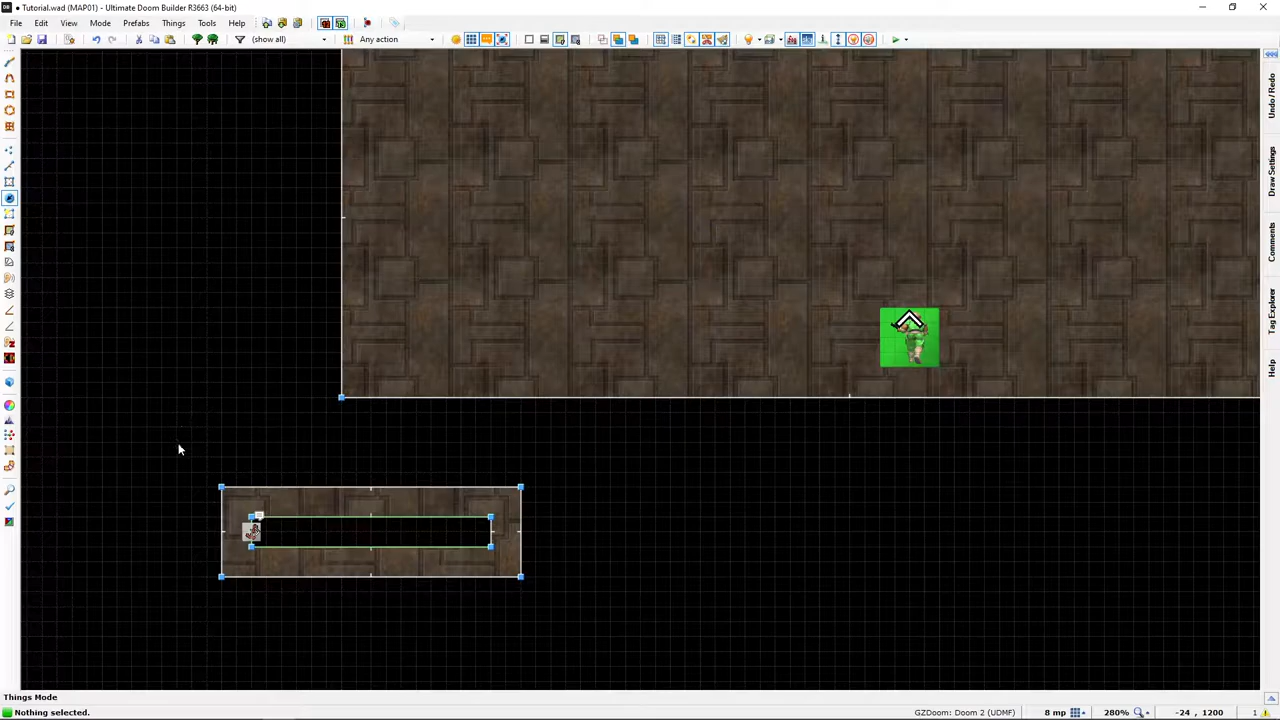 DB • Tutorial.wad (MAP01) - Ultimate Doom Builder R3663 (64-bit)
File Edit View Mode Prefabs Things Tools Help
(show all) Any action
Undo / Redo
Draw Settings
Comments
Tag Explorer
Help
Things Mode
Nothing selected. GZDoom: Doom 2 (UDMF) 8 mp 280% -24 , 1200 1